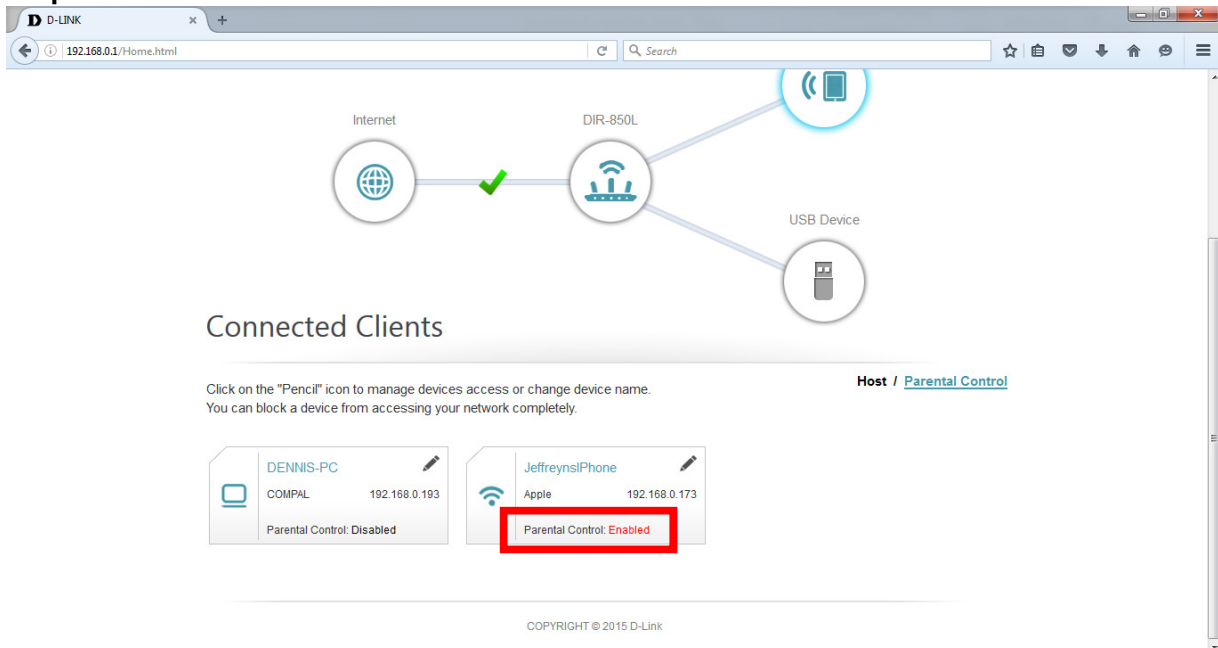 D-LINK
192.168.0.1/Home.html
Search
Internet
DIR-850L
USB Device
Connected Clients
Click on the "Pencil" icon to manage devices access or change device name.
You can block a device from accessing your network completely.
Host / Parental Control
DENNIS-PC
COMPAL 192.168.0.193
Parental Control: Disabled
JeffreynsIPhone
Apple 192.168.0.173
Parental Control: Enabled
COPYRIGHT © 2015 D-Link